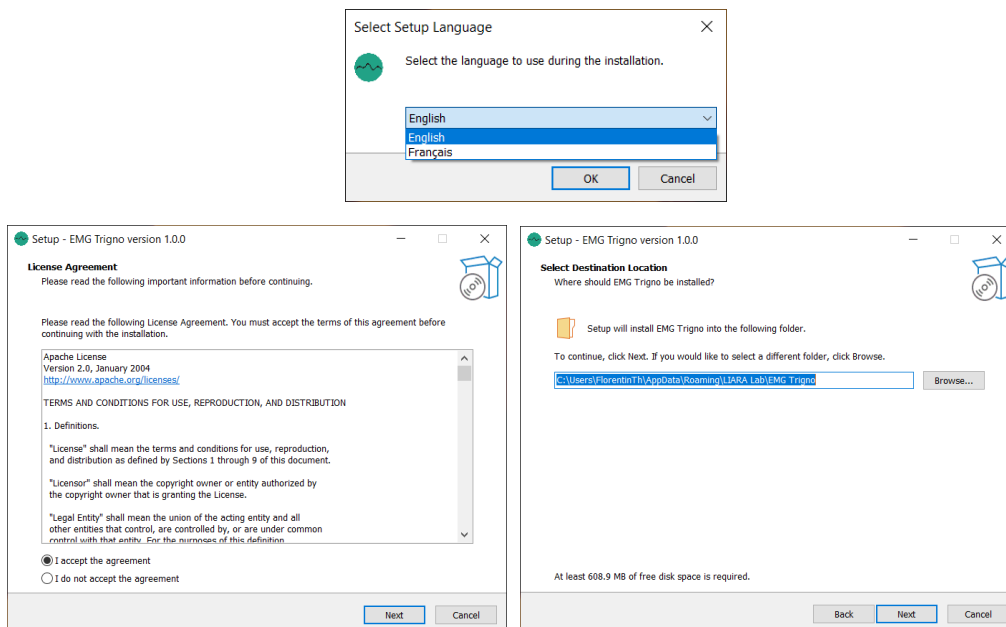 Select Setup Language
Select the language to use during the installation.
English
English
Français
OK
Cancel
Setup - EMG Trigno version 1.0.0
License Agreement
Please read the following important information before continuing.
Please read the following License Agreement. You must accept the terms of this agreement before
continuing with the installation.
Apache License
Version 2.0, January 2004
http://www.apache.org/licenses/
TERMS AND CONDITIONS FOR USE, REPRODUCTION, AND DISTRIBUTION
1. Definitions.
"License" shall mean the terms and conditions for use, reproduction,
and distribution as defined by Sections 1 through 9 of this document.
"Licensor" shall mean the copyright owner or entity authorized by
the copyright owner that is granting the License.
"Legal Entity" shall mean the union of the acting entity and all
other entities that control, are controlled by, or are under common
control with that entity. For the purposes of this definition
I accept the agreement
I do not accept the agreement
Next
Cancel
Setup - EMG Trigno version 1.0.0
Select Destination Location
Where should EMG Trigno be installed?
Setup will install EMG Trigno into the following folder.
To continue, click Next. If you would like to select a different folder, click Browse.
C:\Users\FlorentinTh\AppData\Roaming\LIARA Lab\EMG Trigno
Browse...
At least 608.9 MB of free disk space is required.
Back
Next
Cancel